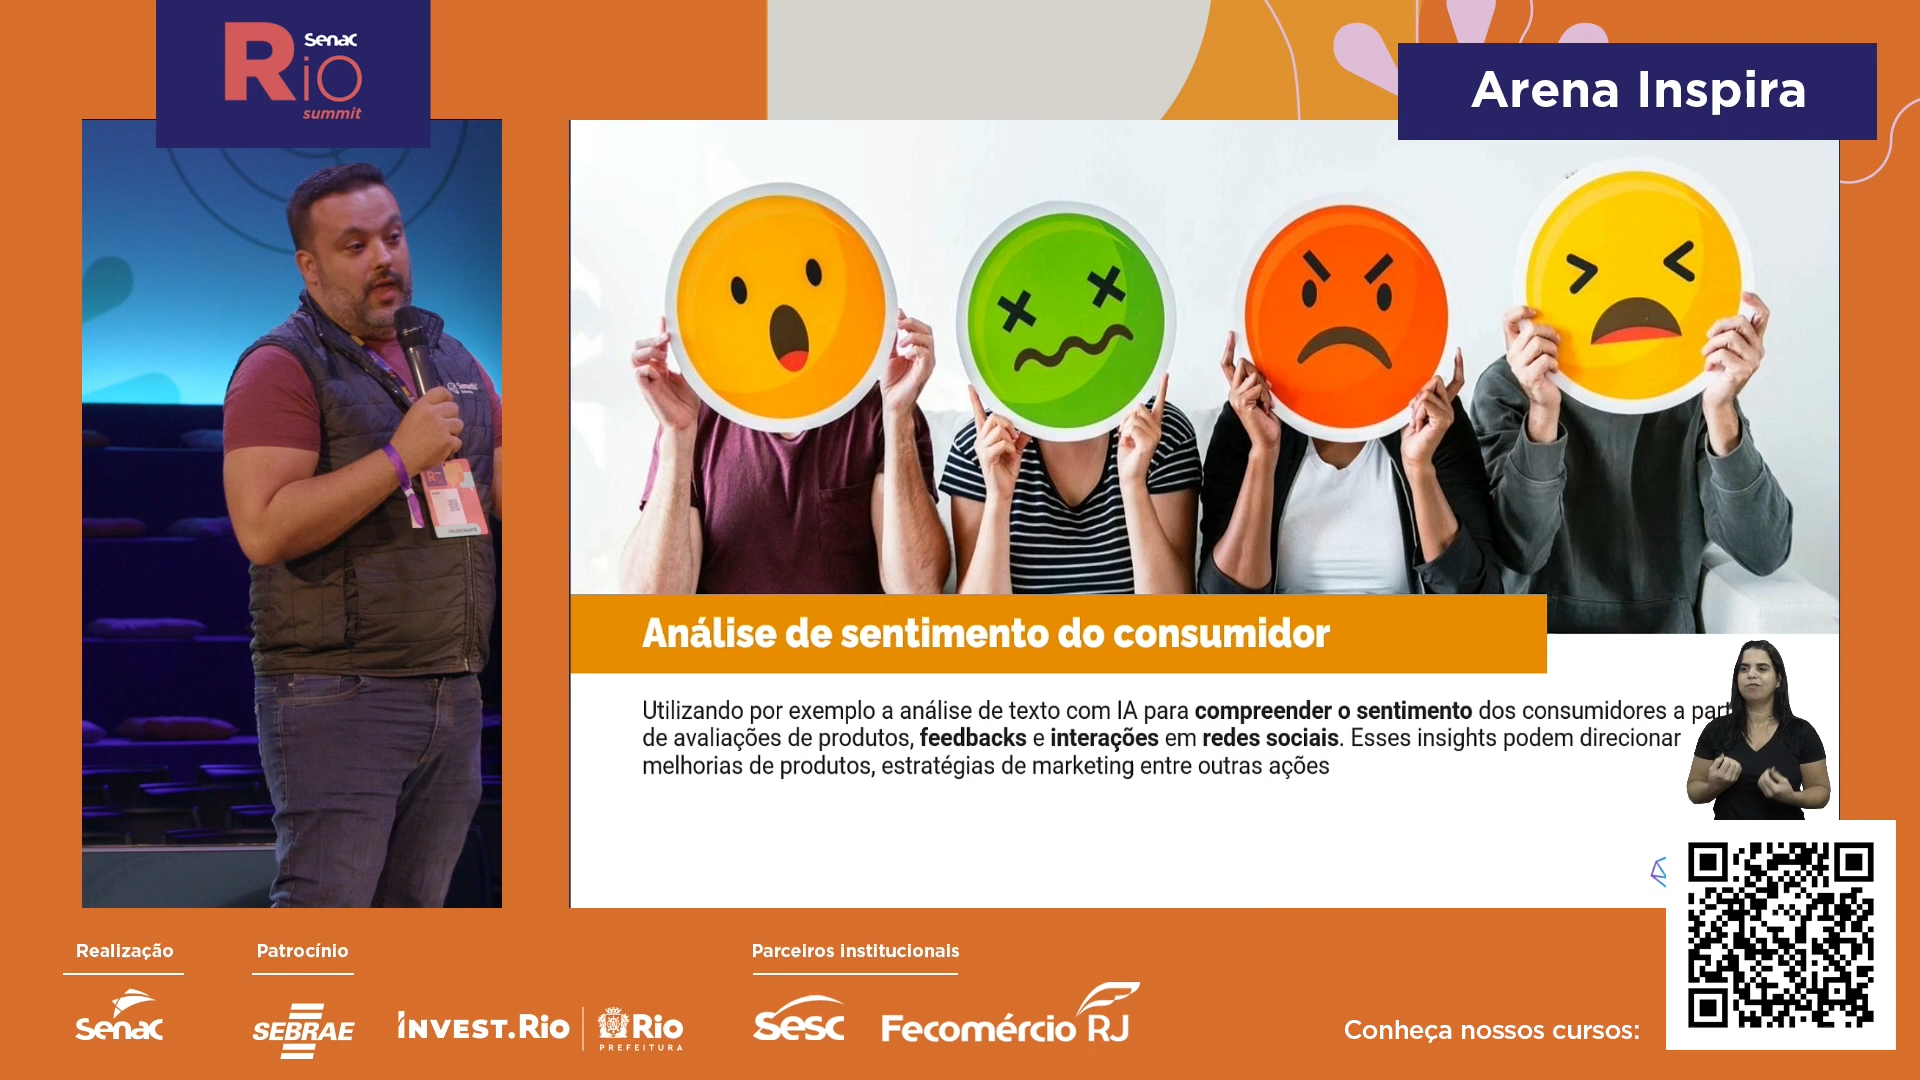 Senac
Rio
summit
Arena Inspira
PALESTRANTE
Análise de sentimento do consumidor
Utilizando por exemplo a análise de texto com IA para compreender o sentimento dos consumidores a part
de avaliações de produtos, feedbacks e interações em redes sociais. Esses insights podem direcionar
melhorias de produtos, estratégias de marketing entre outras ações
Realização
Patrocínio
Parceiros institucionais
Senac
SEBRAE
INVEST.Rio
Rio
PREFEITURA
Sesc
Fecomércio RJ
Conheça nossos cursos: